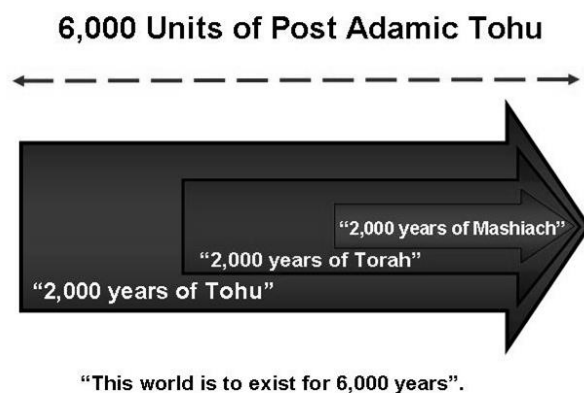 6,000 Units of Post Adamic Tohu
“2,000 years of Mashiach”
“2,000 years of Torah”
“2,000 years of Tohu”
“This world is to exist for 6,000 years”.